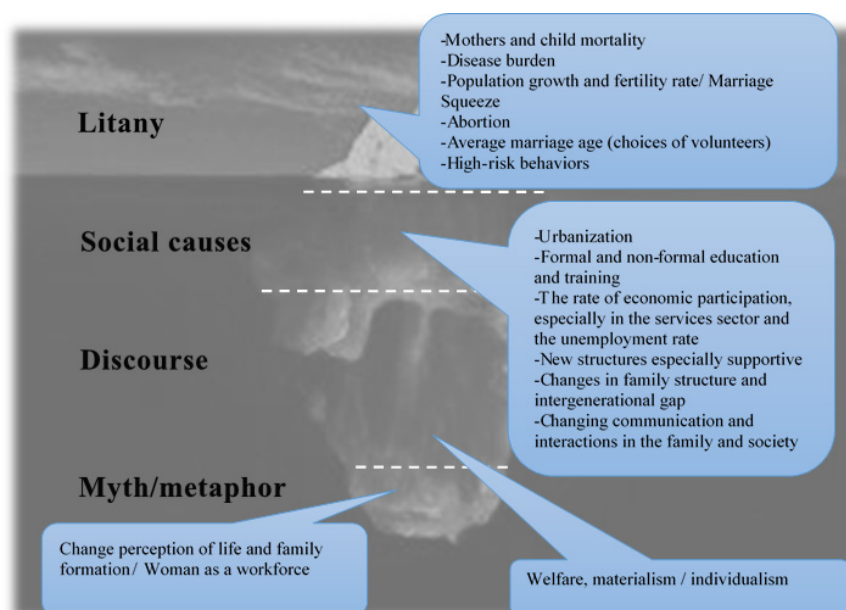 -Mothers and child mortality
-Disease burden
-Population growth and fertility rate/ Marriage
Squeeze
-Abortion
-Average marriage age (choices of volunteers)
-High-risk behaviors
Litany
Social causes
-Urbanization
-Formal and non-formal education
and training
-The rate of economic participation,
especially in the services sector and
the unemployment rate
-New structures especially supportive
-Changes in family structure and
intergenerational gap
-Changing communication and
interactions in the family and society
Discourse
Myth/metaphor
Change perception of life and family
formation/ Woman as a workforce
Welfare, materialism / individualism